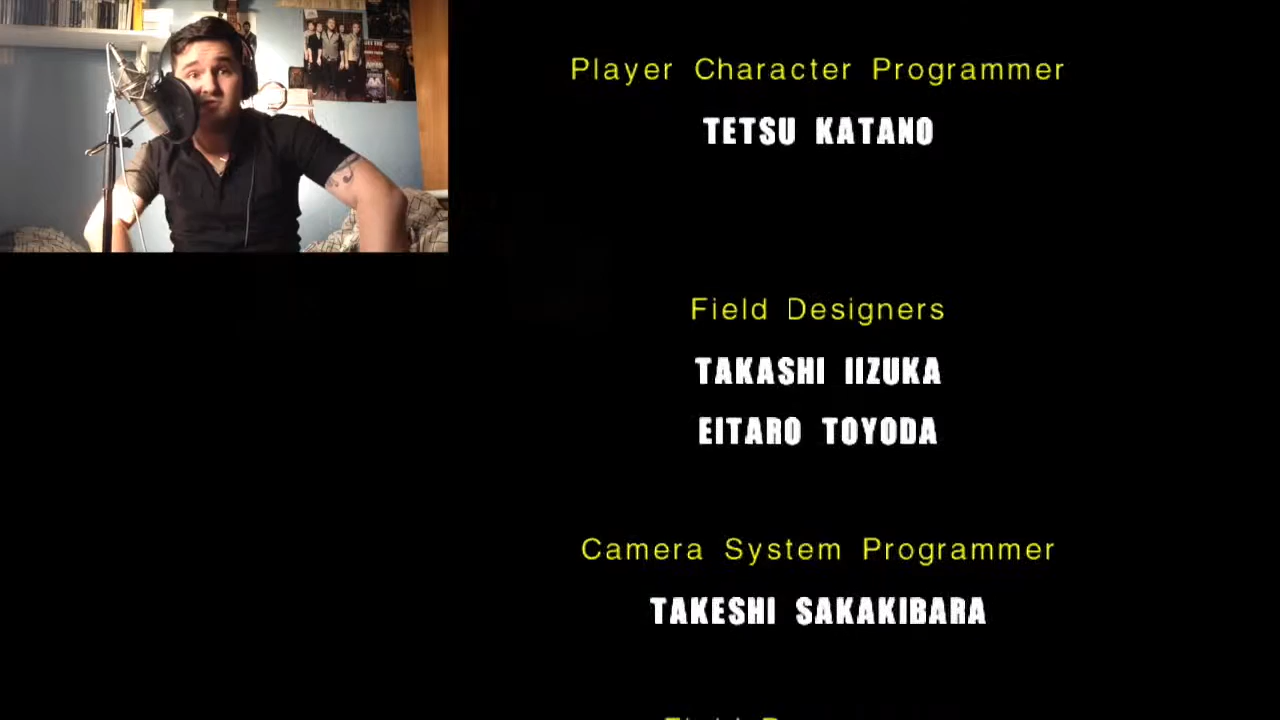 Player Character Programmer
TETSU KATANO
Field Designers
TAKASHI IIZUKA
EITARO TOYODA
Camera System Programmer
TAKESHI SAKAKIBARA